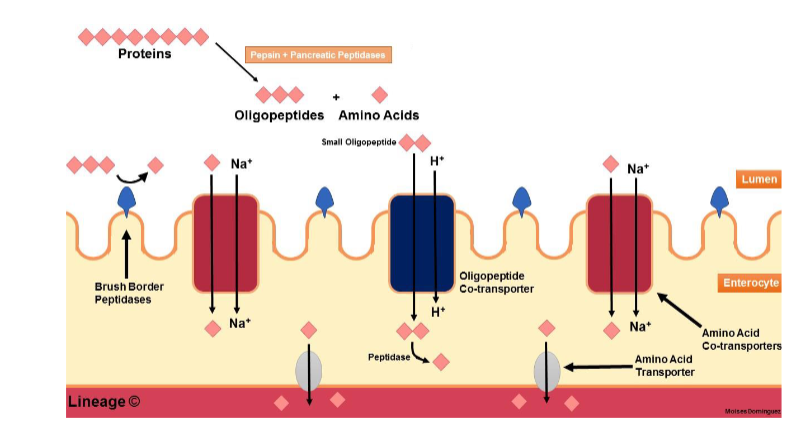 Proteins
Pepain + Pancreatic Peptidases
Oligopeptides + Amino Acids
Small Oligopeptide
H+
Na+
Na+
Lumen
Brush Border
Peptidases
Oligopeptide
Co-transporter
Enterocyte
Na+
H+
Na+
Peptidase
Amino Acid
Co-transporters
Amino Acid
Transporter
Lineage ©
MoisesDominguez